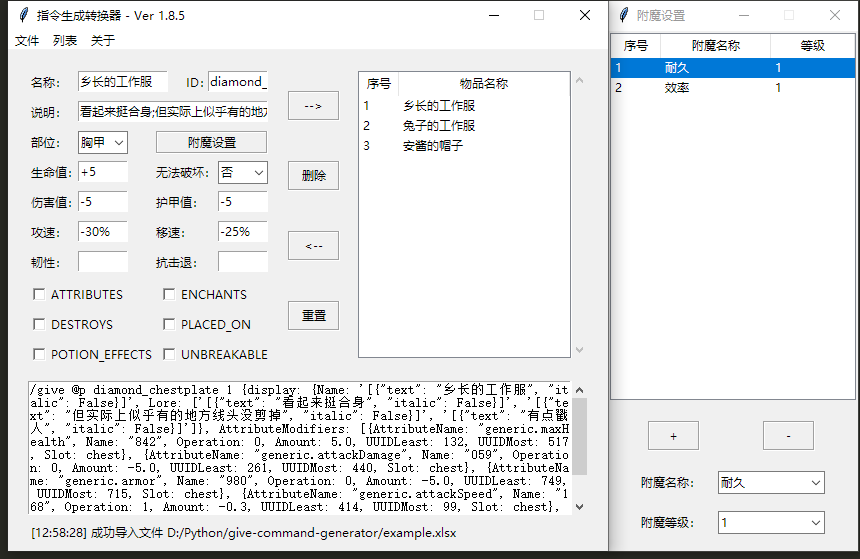 指令生成转换器 - Ver 1.8.5
文件 列表 关于
名称: 乡长的工作服 ID: diamond_
说明: 看起来挺合身;但实际上似乎有的地方
部位: 胸甲 附魔设置
生命值: +5 无法破坏: 否
伤害值: -5 护甲值: -5
攻速: -30% 移速: -25%
韧性: 抗击退:
ATTRIBUTES ENCHANTS
DESTROYS PLACED_ON
POTION_EFFECTS UNBREAKABLE
-->
删除
<--
重置
序号 物品名称
1 乡长的工作服
2 兔子的工作服
3 安酱的帽子
/give @p diamond_chestplate 1 {display: {Name: '[{"text": "乡长的工作服", "it
alic": False}]', Lore: ['[{"text": "看起来挺合身", "italic": False}]', '[{"te
xt": "但实际上似乎有的地方线头没剪掉", "italic": False}]', '[{"text": "有点戳
人", "italic": False}]']}, AttributeModifiers: [{AttributeName: "generic.maxH
ealth", Name: "842", Operation: 0, Amount: 5.0, UUIDLeast: 132, UUIDMost: 517
, Slot: chest}, {AttributeName: "generic.attackDamage", Name: "059", Operatio
n: 0, Amount: -5.0, UUIDLeast: 261, UUIDMost: 440, Slot: chest}, {AttributeNa
me: "generic.armor", Name: "980", Operation: 0, Amount: -5.0, UUIDLeast: 749,
UUIDMost: 715, Slot: chest}, {AttributeName: "generic.attackSpeed", Name: "1
68", Operation: 1, Amount: -0.3, UUIDLeast: 414, UUIDMost: 99, Slot: chest},
[12:58:28] 成功导入文件 D:/Python/give-command-generator/example.xlsx
附魔设置
序号 附魔名称 等级
1 耐久 1
2 效率 1
+ -
附魔名称: 耐久
附魔等级: 1